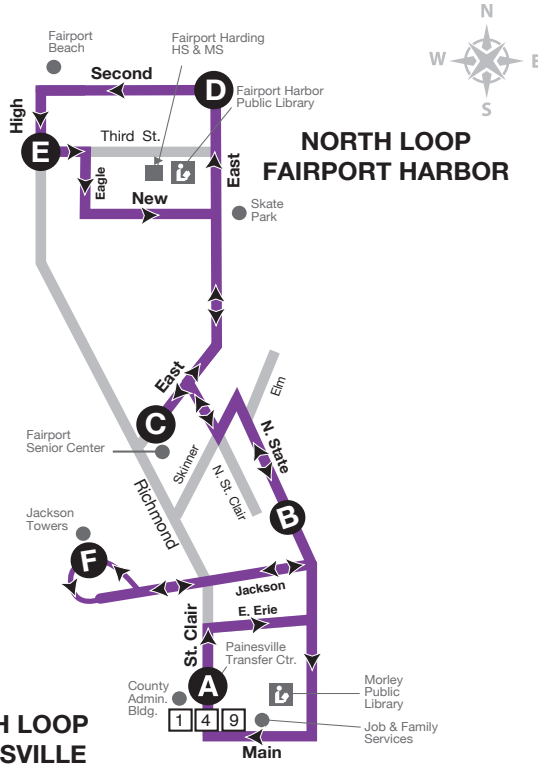 N
W
E
S
Fairport
Beach
Fairport Harding
HS & MS
Second
D
Fairport Harbor
Public Library
High
Third St.
NORTH LOOP
FAIRPORT HARBOR
E
Eagle
East
New
Skate
Park
East
Elm
C
Fairport
Senior Center
Skinner
N. State
N. St. Clair
Richmond
B
Jackson
Towers
F
Jackson
E. Erie
St. Clair
Painesville
Transfer Ctr.
A
County
Admin.
Bldg.
Morley
Public
Library
1 4 9
Job & Family
Services
H LOOP
SVILLE
Main